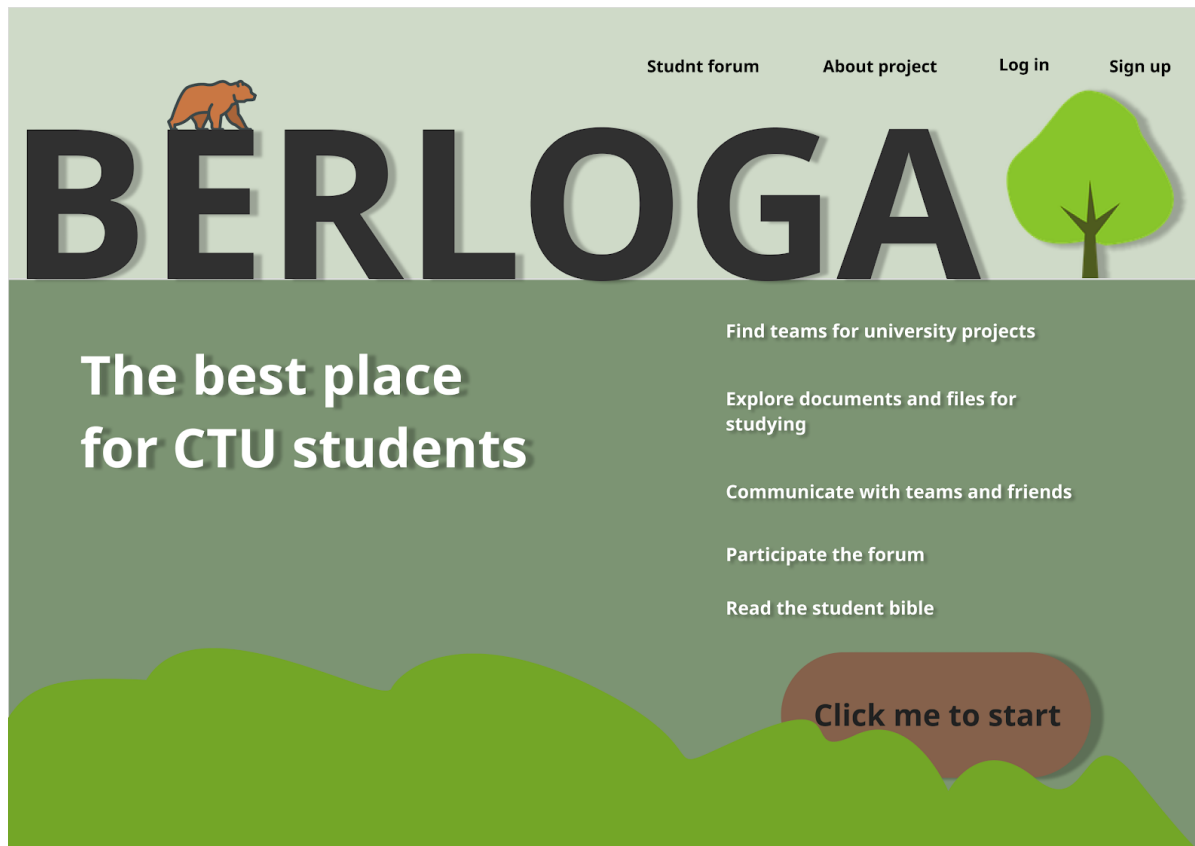 Studnt forum About project Log in Sign up
BERLOGA
The best place
for CTU students
Find teams for university projects
Explore documents and files for
studying
Communicate with teams and friends
Participate the forum
Read the student bible
Click me to start